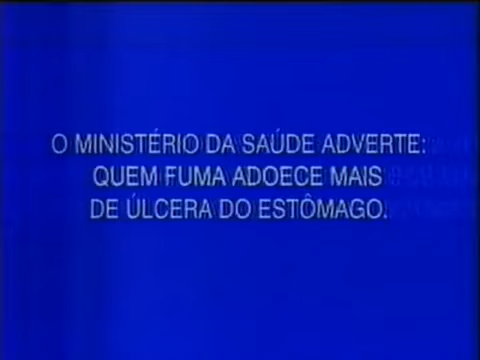 O MINISTÉRIO DA SAÚDE ADVERTE:
QUEM FUMA ADOECE MAIS
DE ÚLCERA DO ESTÔMAGO.